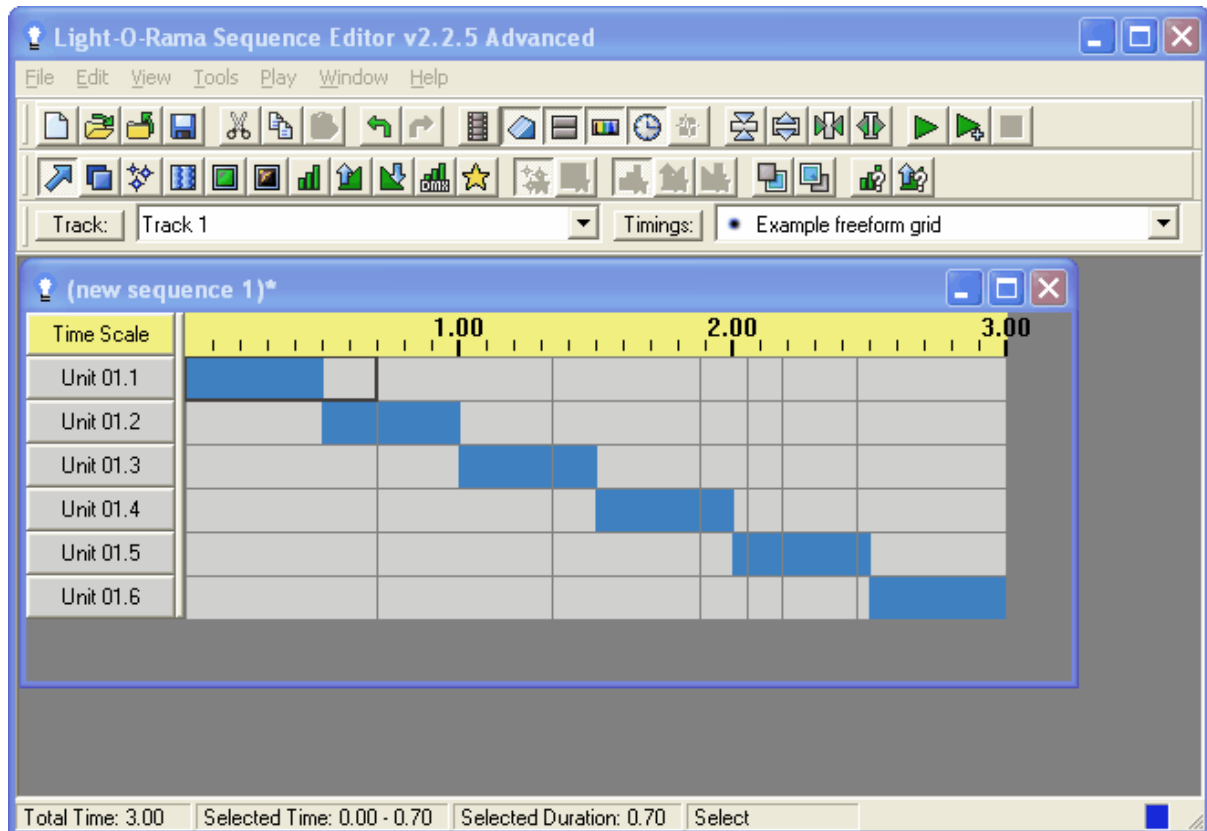 Light-O-Rama Sequence Editor v2.2.5 Advanced
File Edit View Tools Play Window Help
DMX
Track: Track 1 Timings: Example freeform grid
(new sequence 1)*
Time Scale 1.00 2.00 3.00
Unit 01.1
Unit 01.2
Unit 01.3
Unit 01.4
Unit 01.5
Unit 01.6
Total Time: 3.00 Selected Time: 0.00 - 0.70 Selected Duration: 0.70 Select